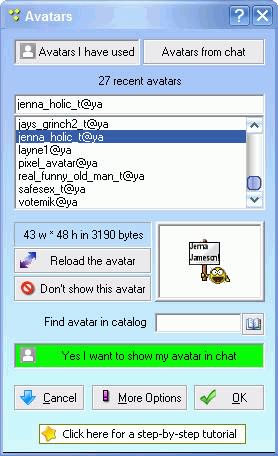 Avatars
Avatars I have used
Avatars from chat
27 recent avatars
jenna_holic_t@ya
jays_grinch2_t@ya
jenna_holic_t@ya
layne1@ya
pixel_avatar@ya
real_funny_old_man_t@ya
safesex_t@ya
votemik@ya
43 w * 48 h in 3190 bytes
Reload the avatar
Don't show this avatar
Jenna
Jameson!
Find avatar in catalog
Yes I want to show my avatar in chat
Cancel
More Options
OK
Click here for a step-by-step tutorial